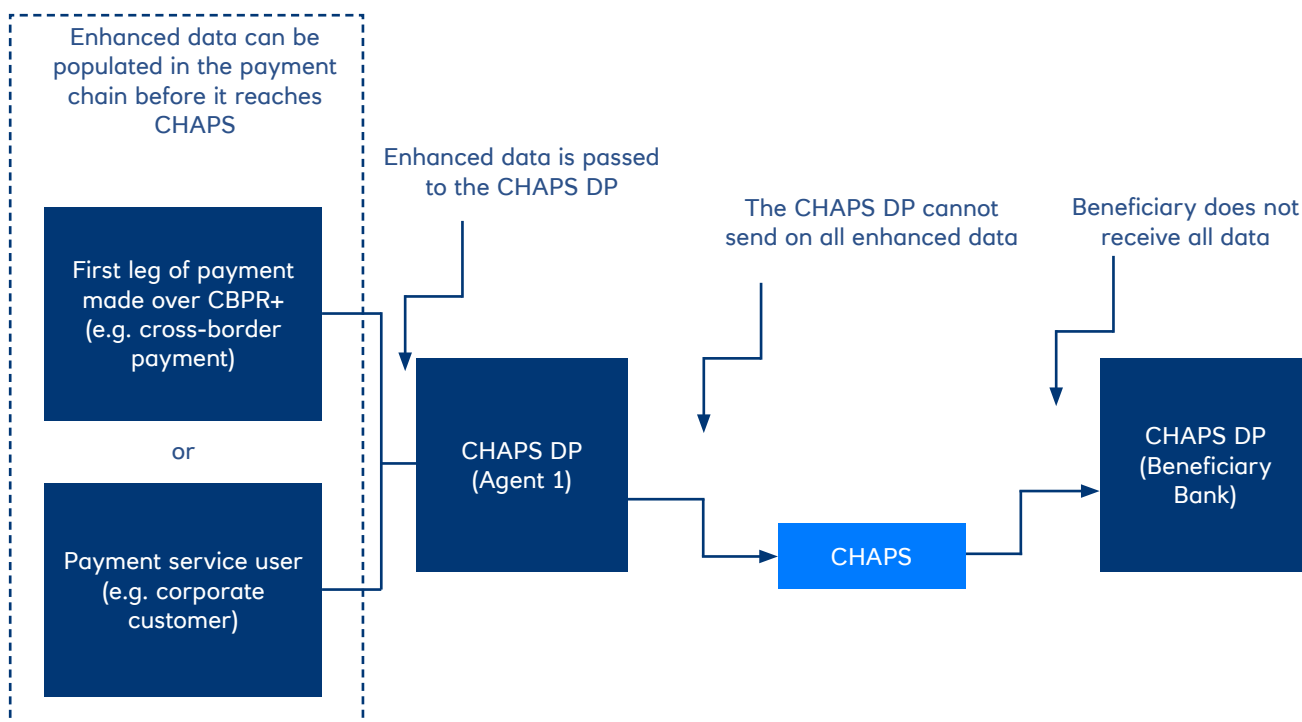 Enhanced data can be
populated in the payment
chain before it reaches
CHAPS
First leg of payment
made over CBPR+
(e.g. cross-border
payment)
or
Payment service user
(e.g. corporate
customer)
Enhanced data is passed
to the CHAPS DP
CHAPS DP
(Agent 1)
The CHAPS DP cannot
send on all enhanced data
CHAPS
Beneficiary does not
receive all data
CHAPS DP
(Beneficiary
Bank)